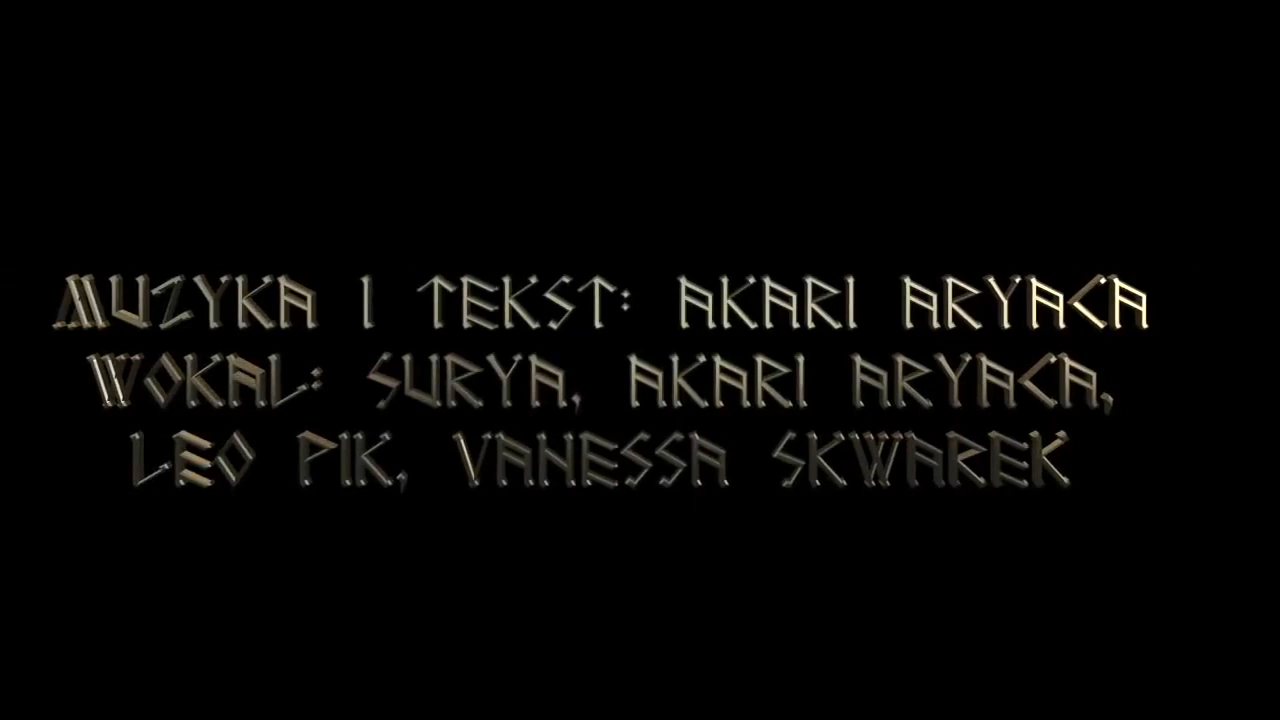 MUZYKA I TEKST: AKARI ARYACA
WOKAL: SURYA, AKARI ARYACA,
LEO PIK, VANESSA SKWAREK